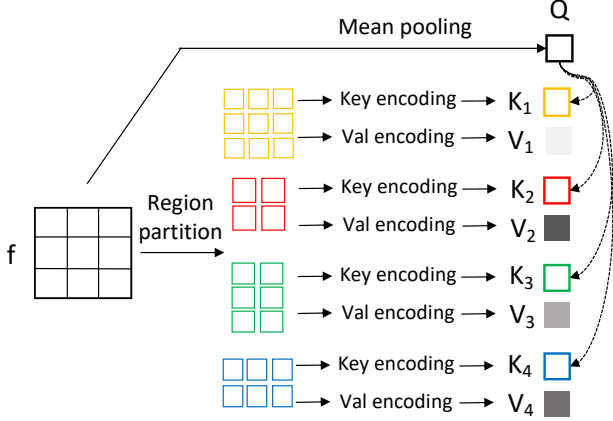 Q
Mean pooling
Key encoding K₁
Val encoding V₁
Key encoding K₂
Region
partition
Val encoding V₂
f
Key encoding K₃
Val encoding V₃
Key encoding K₄
Val encoding V₄